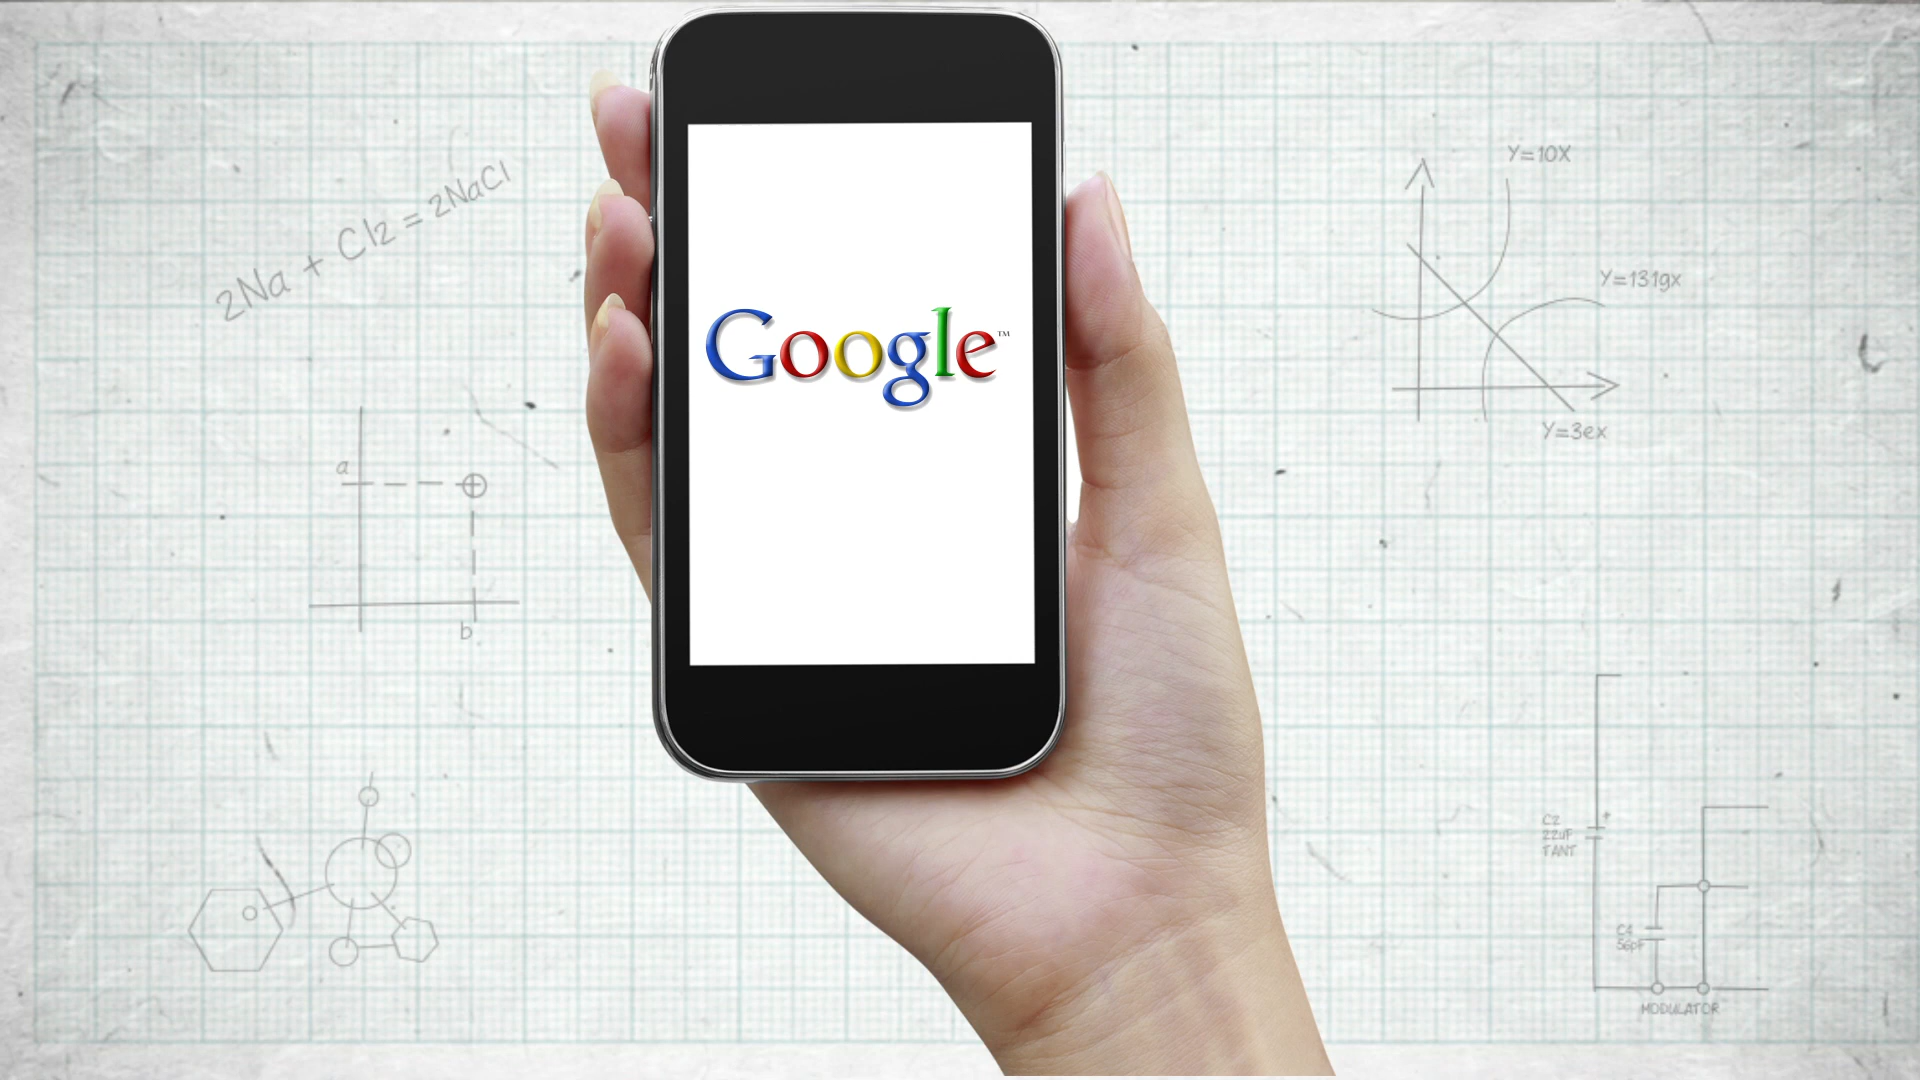 2Na + Cl2 = 2NaCl
Google™
Y=10X
Y=131gx
Y=3ex
a
b
C2
22uF
TANT
+
C4
56pF
MODULATOR